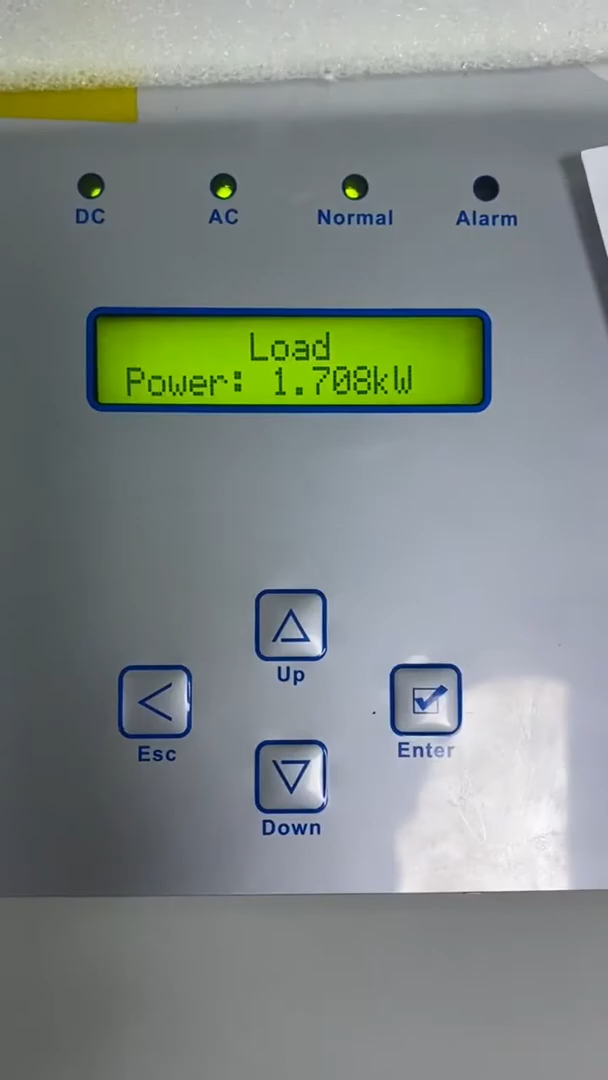 DC AC Normal Alarm
Load
Power: 1.708kW
Up
Esc
Enter
Down